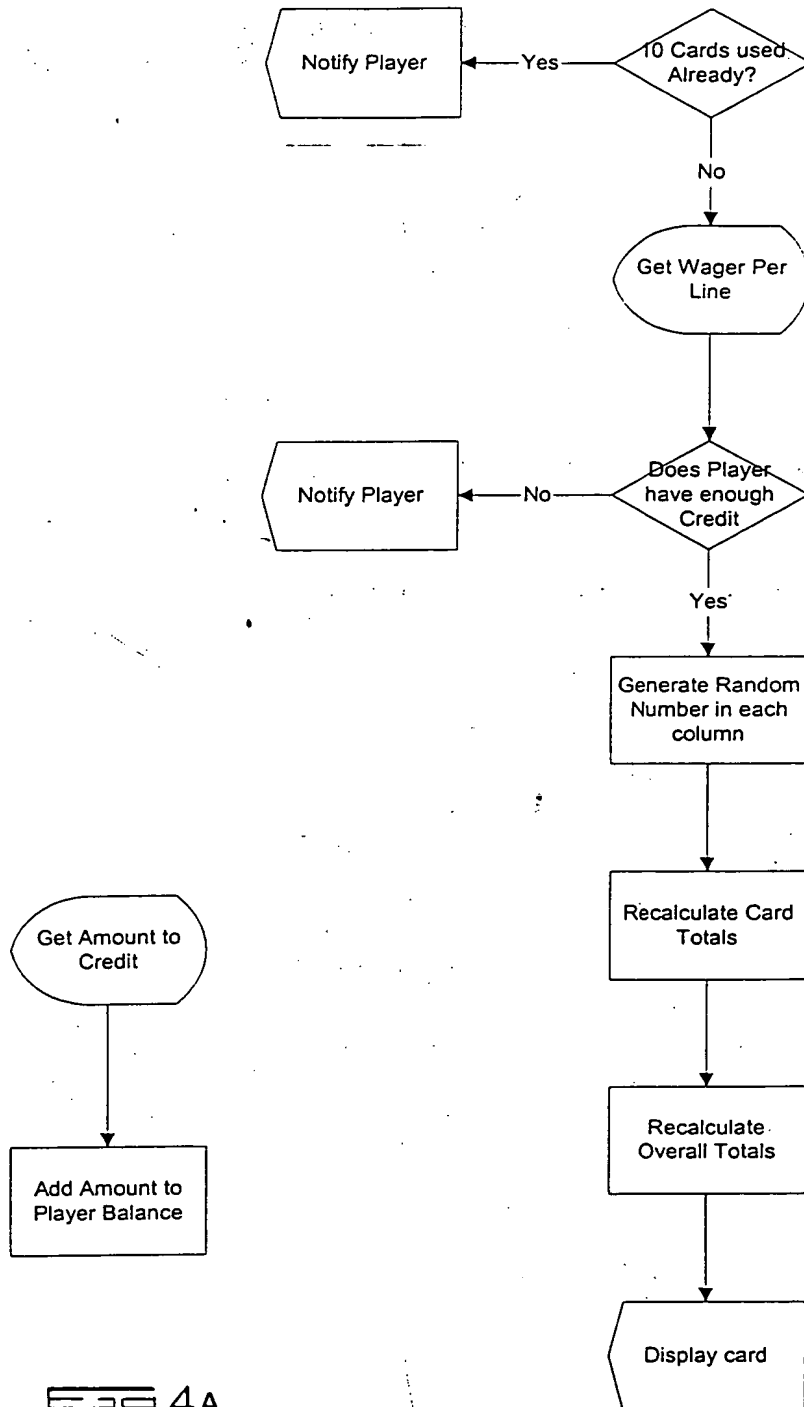 Notify Player
Yes
10 Cards used
Already?
No
Get Wager Per
Line
Notify Player
No
Does Player
have enough
Credit
Yes
Generate Random
Number in each
column
Recalculate Card
Totals
Get Amount to
Credit
Recalculate
Overall Totals
Add Amount to
Player Balance
Display card
4A